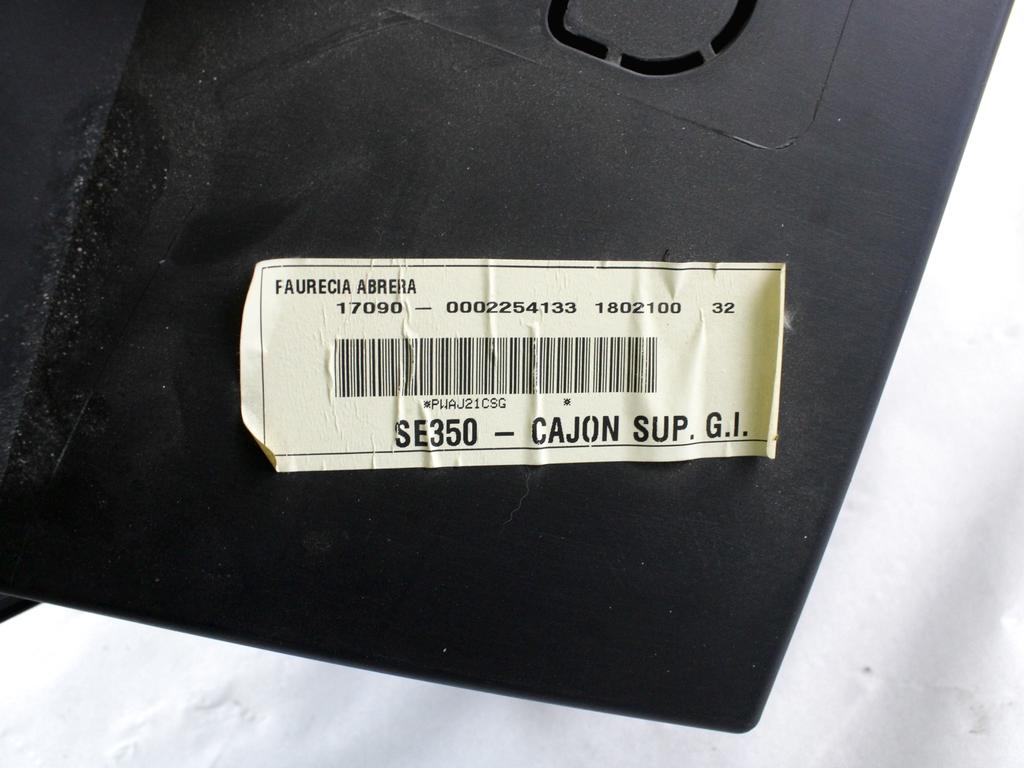 FAURECIA ABRERA
17090 — 0002254133 1802100 32
*PWAJ21CSG *
SE350 — CAJON SUP. G.I.